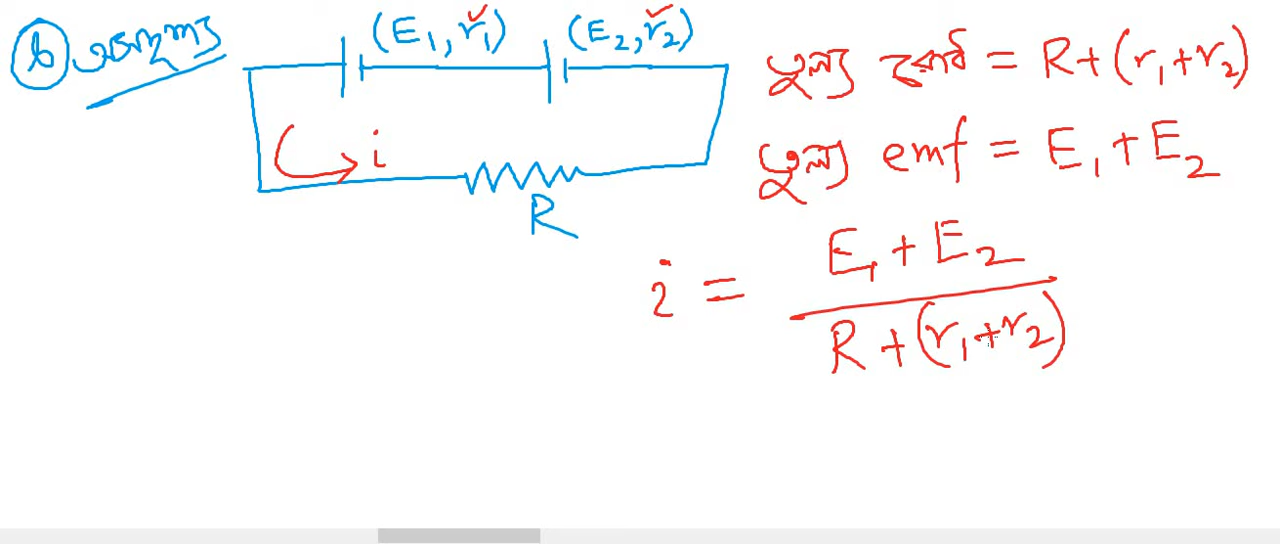 (E₁, r₁) (E₂, r₂)
i
R
তুল্য রোধ = R + (r₁ + r₂)
তুল্য emf = E₁ + E₂
i = E₁ + E₂ / R + (r₁ + r₂)